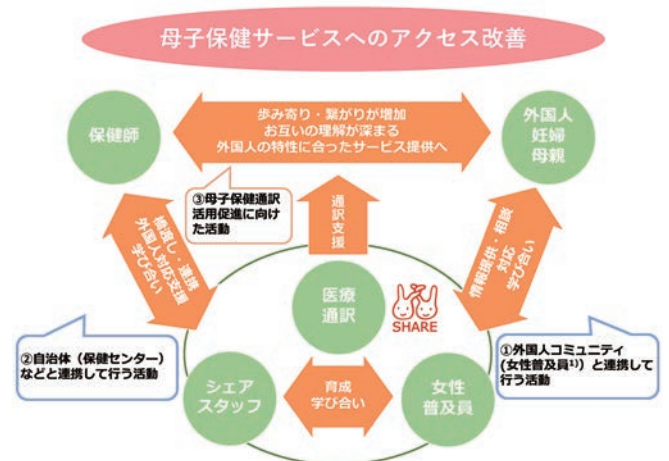 母子保健サービスへのアクセス改善
保健師
歩み寄り・繋がりが増加
お互いの理解が深まる
外国人の特性に合ったサービス提供へ
外国人
妊婦
母親
③母子保健通訳
活用促進に向け
た活動
通訳支援
橋渡し・連携
外国人対応支援
学び合い
情報提供・相談
対応
学び合い
医療
通訳
SHARE
②自治体（保健センター）
などと連携して行う活動
①外国人コミュニティ
(女性普及員¹⁾）と連携して
行う活動
シェア
スタッフ
育成
学び合い
女性
普及員